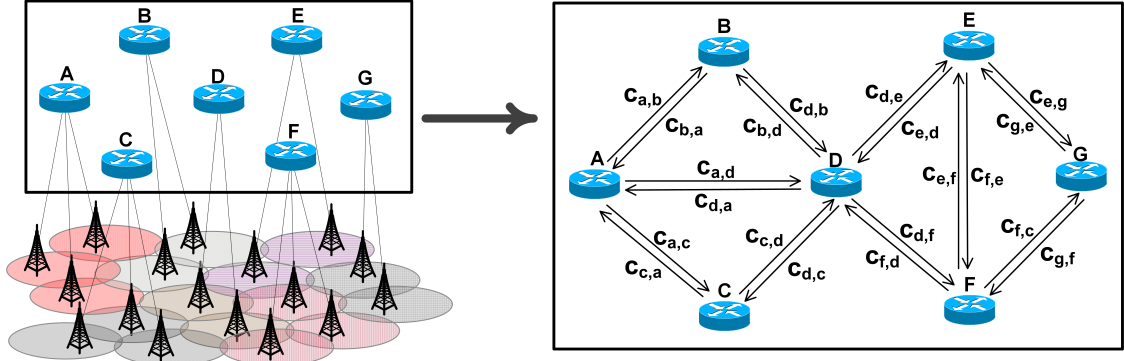 B
E
A
D
G
C
F
B
E
c_a,b
c_b,a
c_d,b
c_b,d
c_d,e
c_e,d
c_e,g
c_g,e
A
D
G
c_a,d
c_d,a
c_e,f
c_f,e
c_a,c
c_c,a
c_c,d
c_d,c
c_d,f
c_f,d
c_f,c
c_g,f
C
F